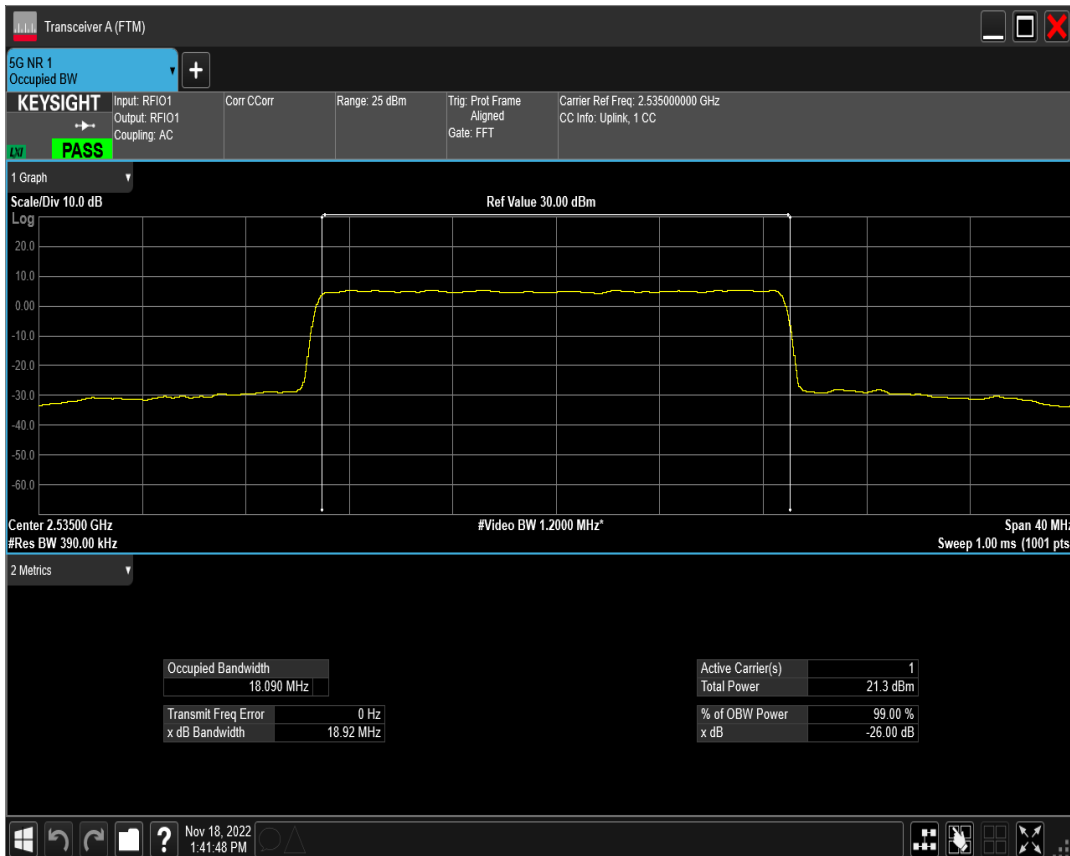 Transceiver A (FTM)
5G NR 1
Occupied BW
+
KEYSIGHT
LXI
PASS
Input: RFIO1
Output: RFIO1
Coupling: AC
Corr CCorr
Range: 25 dBm
Trig: Prot Frame
Aligned
Gate: FFT
Carrier Ref Freq: 2.535000000 GHz
CC Info: Uplink, 1 CC
1 Graph
Scale/Div 10.0 dB
Ref Value 30.00 dBm
Log
20.0
10.0
0.00
-10.0
-20.0
-30.0
-40.0
-50.0
-60.0
Center 2.53500 GHz
#Video BW 1.2000 MHz*
Span 40 MHz
#Res BW 390.00 kHz
Sweep 1.00 ms (1001 pts
2 Metrics
Occupied Bandwidth
18.090 MHz
Transmit Freq Error 0 Hz
x dB Bandwidth 18.92 MHz
Active Carrier(s) 1
Total Power 21.3 dBm
% of OBW Power 99.00 %
x dB -26.00 dB
?
Nov 18, 2022
1:41:48 PM